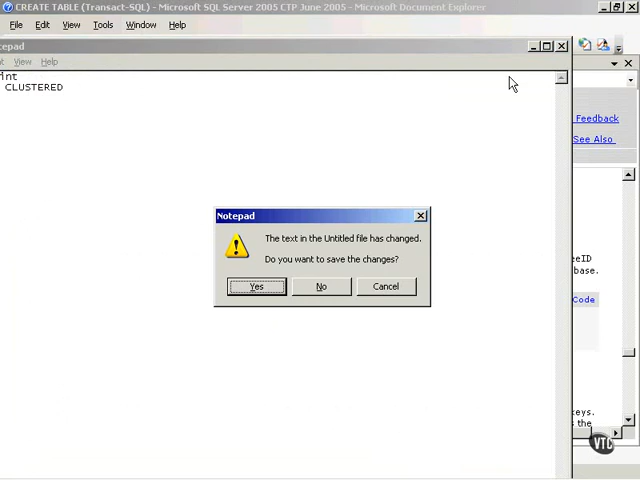 CREATE TABLE (Transact-SQL) - Microsoft SQL Server 2005 CTP June 2005 - Microsoft Document Explorer
File Edit View Tools Window Help
epad
View Help
int
CLUSTERED
Feedback
See Also
Notepad
The text in the Untitled file has changed.
Do you want to save the changes?
Yes No Cancel
eeID
base.
Code
keys.
s the
VTC